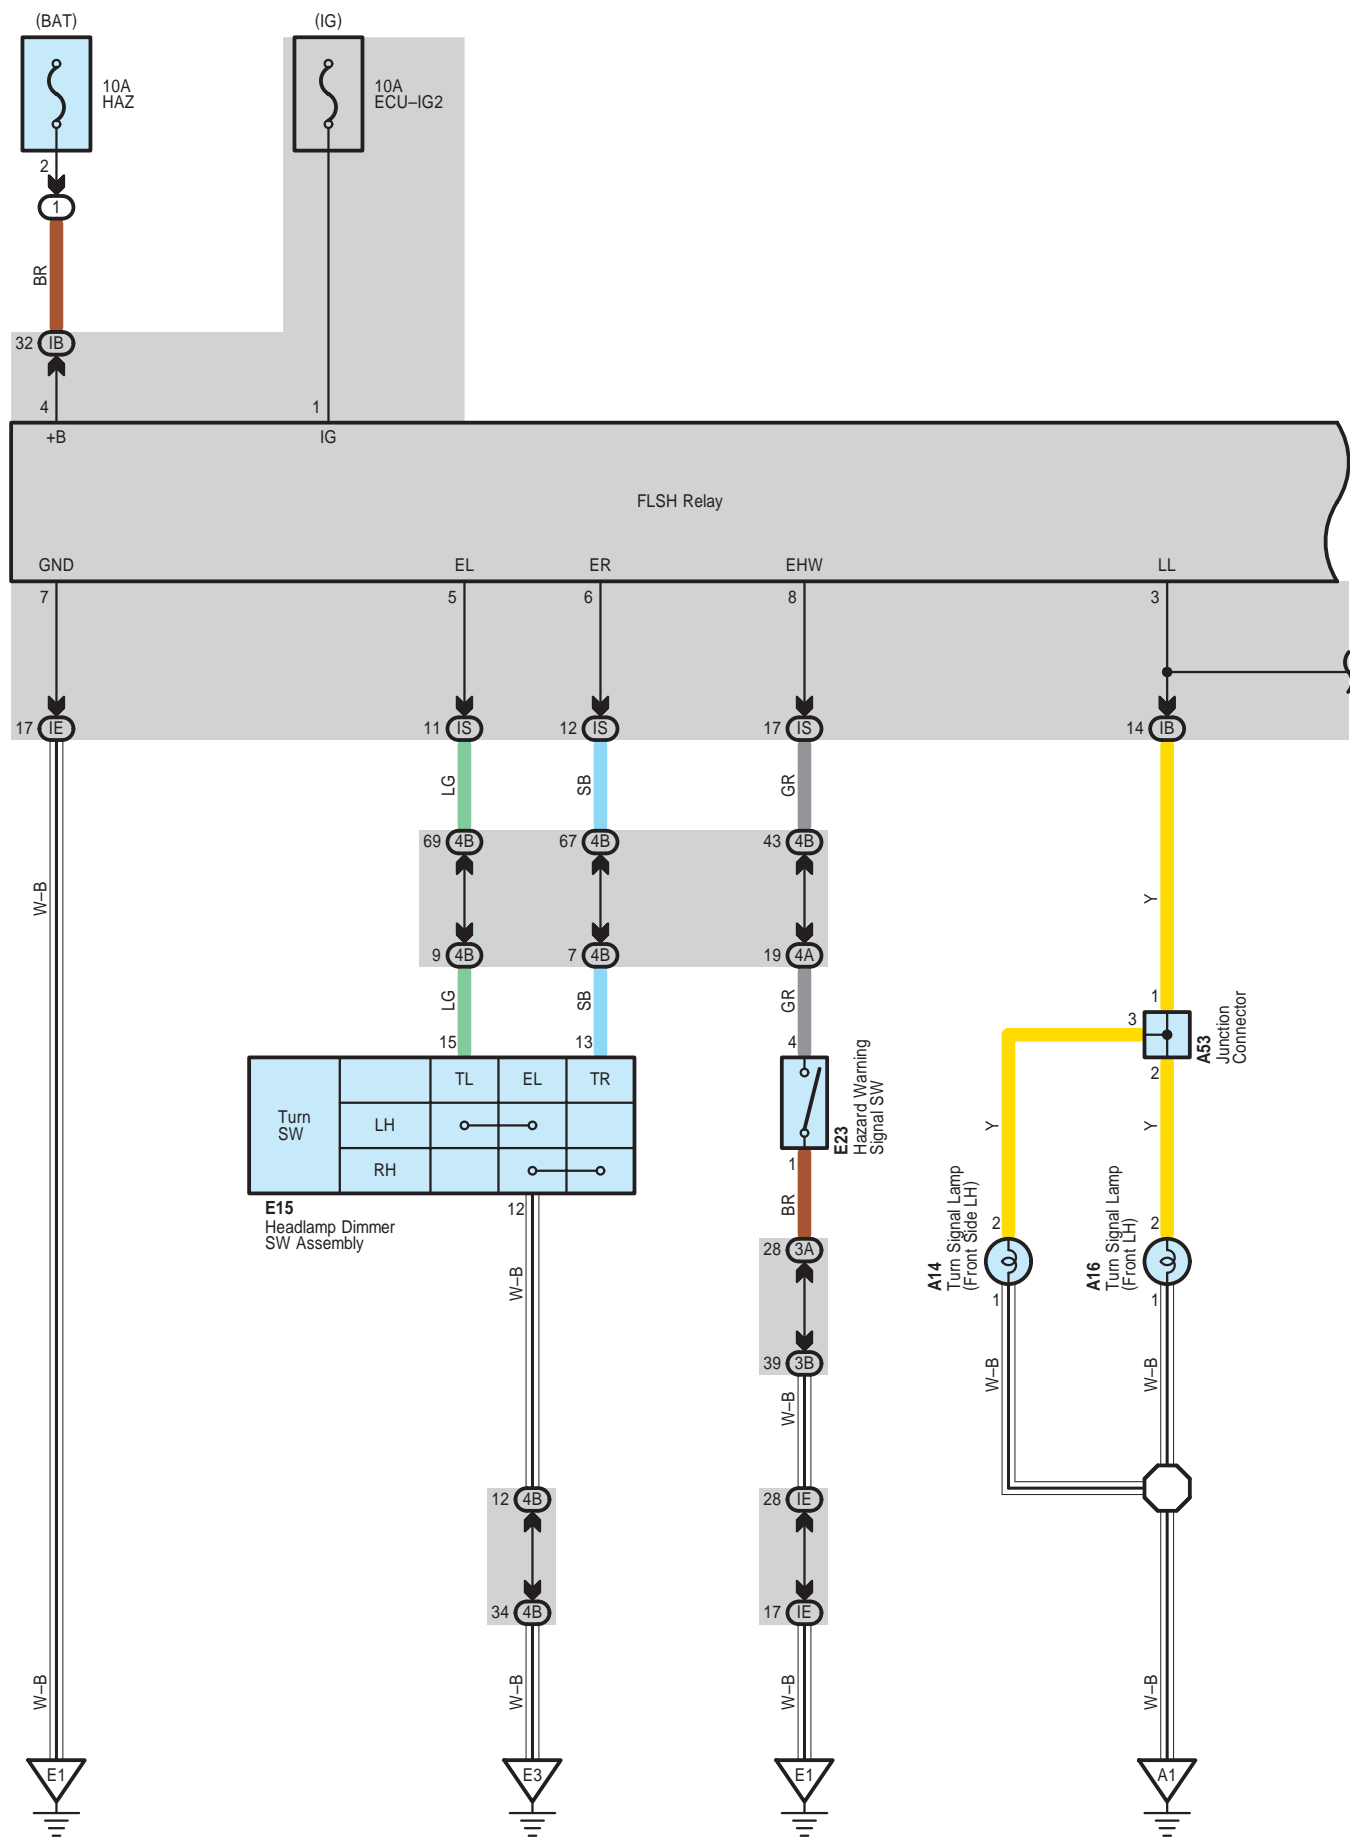 (BAT)
(IG)
10A
HAZ
10A
ECU–IG2
2
1
BR
32 IB
4
1
+B
IG
FLSH Relay
GND
EL
ER
EHW
LL
7
5
6
8
3
17 IE
11 IS
12 IS
17 IS
14 IB
LG
SB
GR
69 4B
67 4B
43 4B
W–B
Y
9 4B
7 4B
19 4A
LG
SB
GR
1
3
A53
Junction
Connector
15
13
4
2
Turn
SW
TL
EL
TR
LH
RH
E23
Hazard Warning
Signal SW
Y
Y
1
E15
Headlamp Dimmer
SW Assembly
12
BR
2
2
A14
Turn Signal Lamp
(Front Side LH)
A16
Turn Signal Lamp
(Front LH)
28 3A
W–B
1
1
39 3B
W–B
W–B
W–B
12 4B
28 IE
34 4B
17 IE
W–B
W–B
W–B
W–B
E1
E3
E1
A1